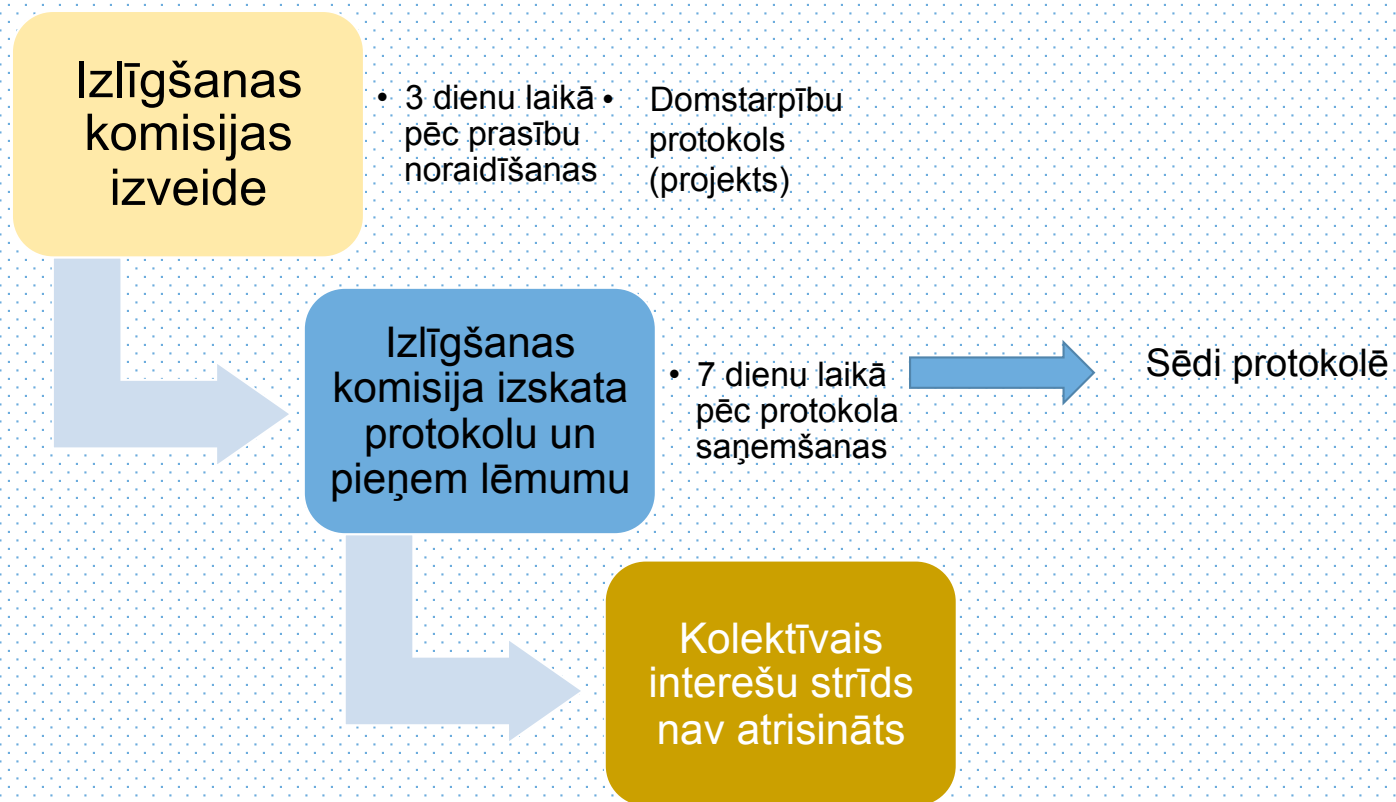 Izlīgšanas
komisijas
izveide
• 3 dienu laikā
pēc prasību
noraidīšanas
• Domstarpību
protokols
(projekts)
Izlīgšanas
komisija izskata
protokolu un
pieņem lēmumu
• 7 dienu laikā
pēc protokola
saņemšanas
Sēdi protokolē
Kolektīvais
interešu strīds
nav atrisināts